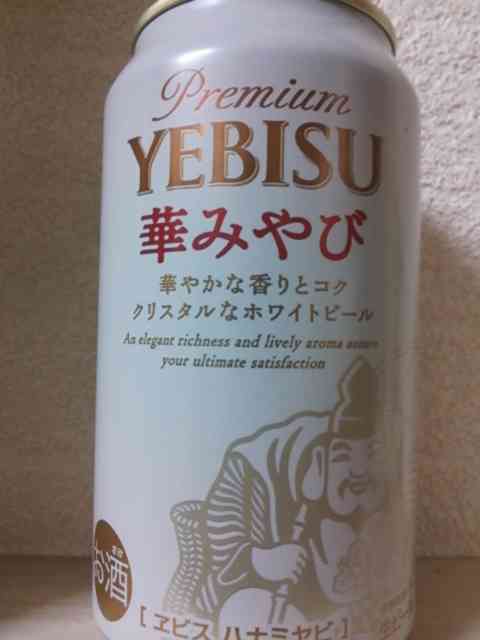 Premium
YEBISU
華みやび
華やかな香りとコク
クリスタルなホワイトビール
An elegant richness and lively aroma
your ultimate satisfaction
お酒
[ ヱビス ハナミヤビ ]